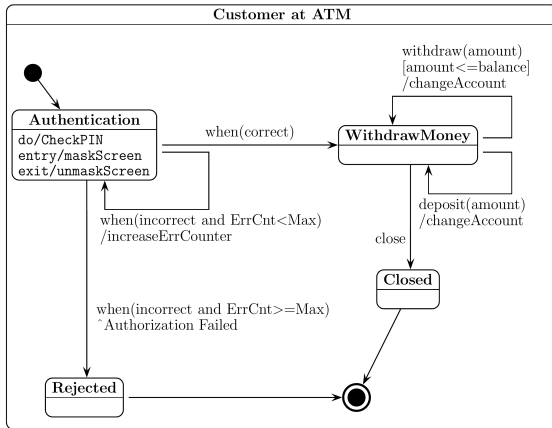 Customer at ATM
withdraw(amount)
[amount<=balance]
/changeAccount
Authentication
do/CheckPIN
entry/maskScreen
exit/unmaskScreen
when(correct)
WithdrawMoney
when(incorrect and ErrCnt<Max)
/increaseErrCounter
deposit(amount)
/changeAccount
close
Closed
when(incorrect and ErrCnt>=Max)
^Authorization Failed
Rejected